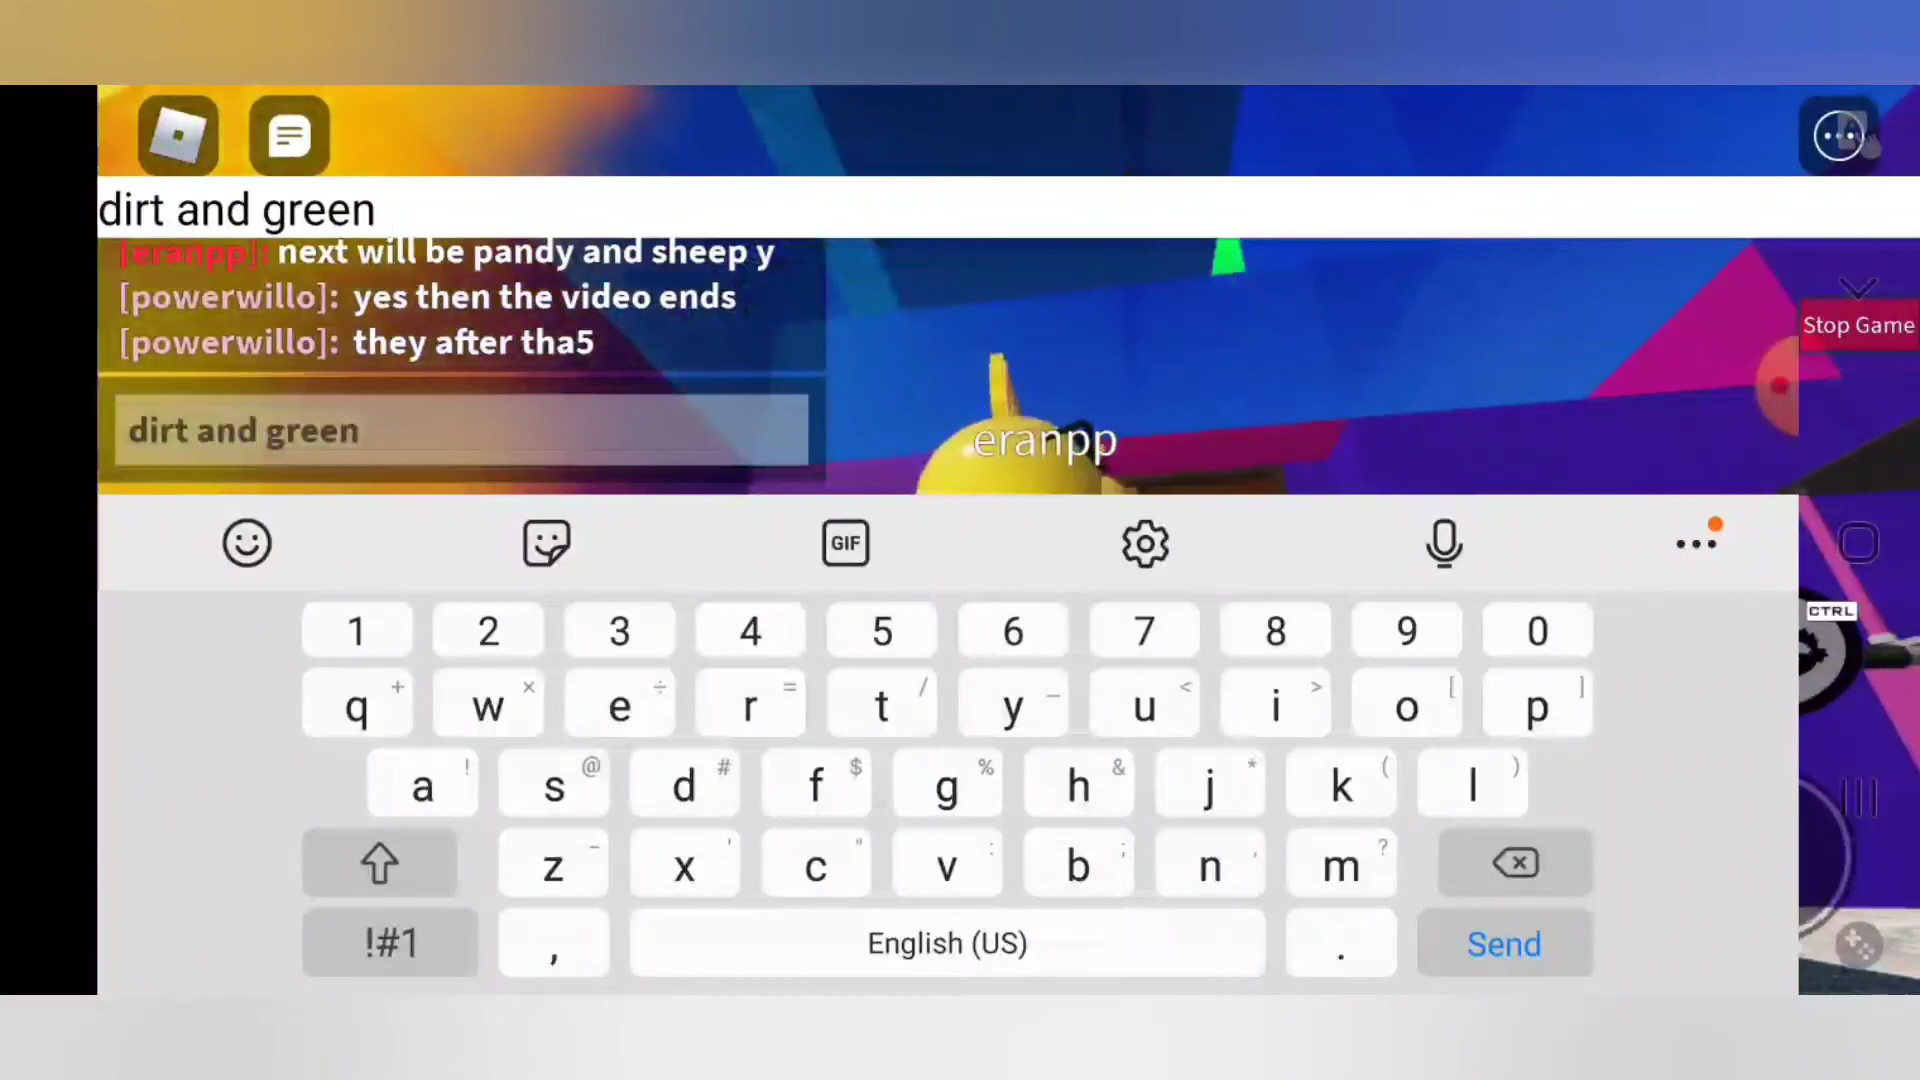 dirt and green
[eranpp]: next will be pandy and sheep y
[powerwillo]: yes then the video ends
[powerwillo]: they after tha5
dirt and green
eranpp
Stop Game
CTRL
GIF
1 2 3 4 5 6 7 8 9 0
q + w × e ÷ r = t / y _ u < i > o [ p ]
a ! s @ d # f $ g % h & j * k ( l )
z - x ' c " v : b ; n , m ?
!#1 , English (US) . Send